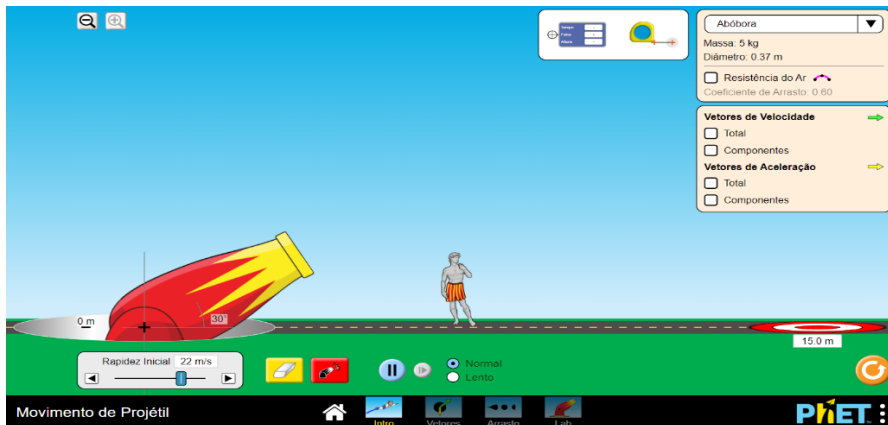 Abóbora
Massa: 5 kg
Diâmetro: 0.37 m
Resistência do Ar
Coeficiente de Arrasto: 0.60
Vetores de Velocidade
Total
Componentes
Vetores de Aceleração
Total
Componentes
0 m
30°
15.0 m
Rapidez Inicial 22 m/s
Normal
Lento
Movimento de Projétil
Intro
Vetores
Arrasto
Lab
PhET